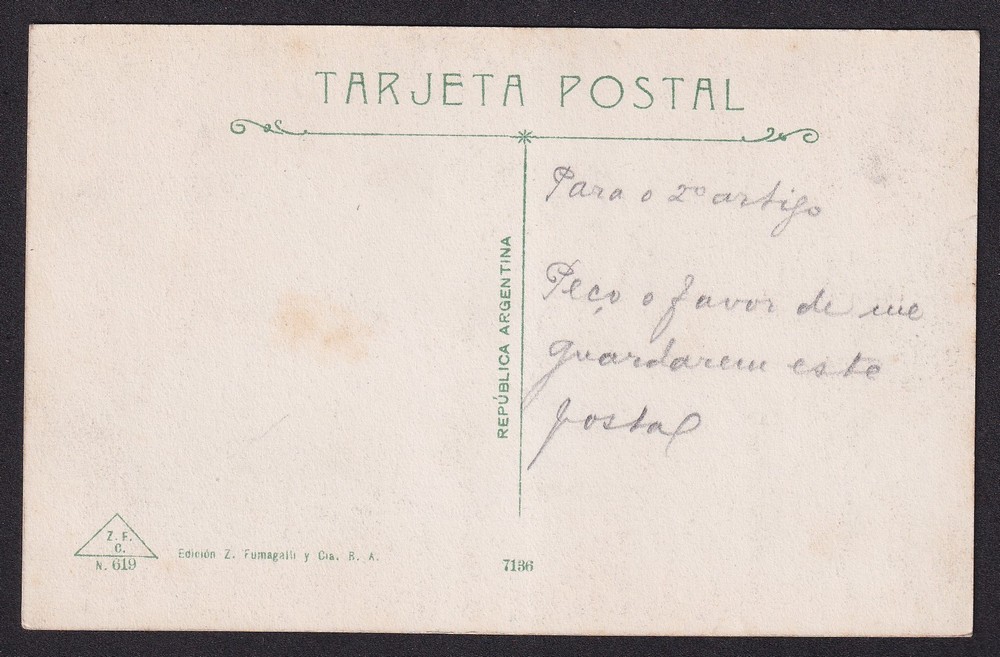 TARJETA POSTAL
REPÚBLICA ARGENTINA
Para o 2º artigo
Peço o favor de me
guardarem este
postal
Z. F.
C.
N. 619
Edición Z. Fumagalli y Cia. R. A.
7136